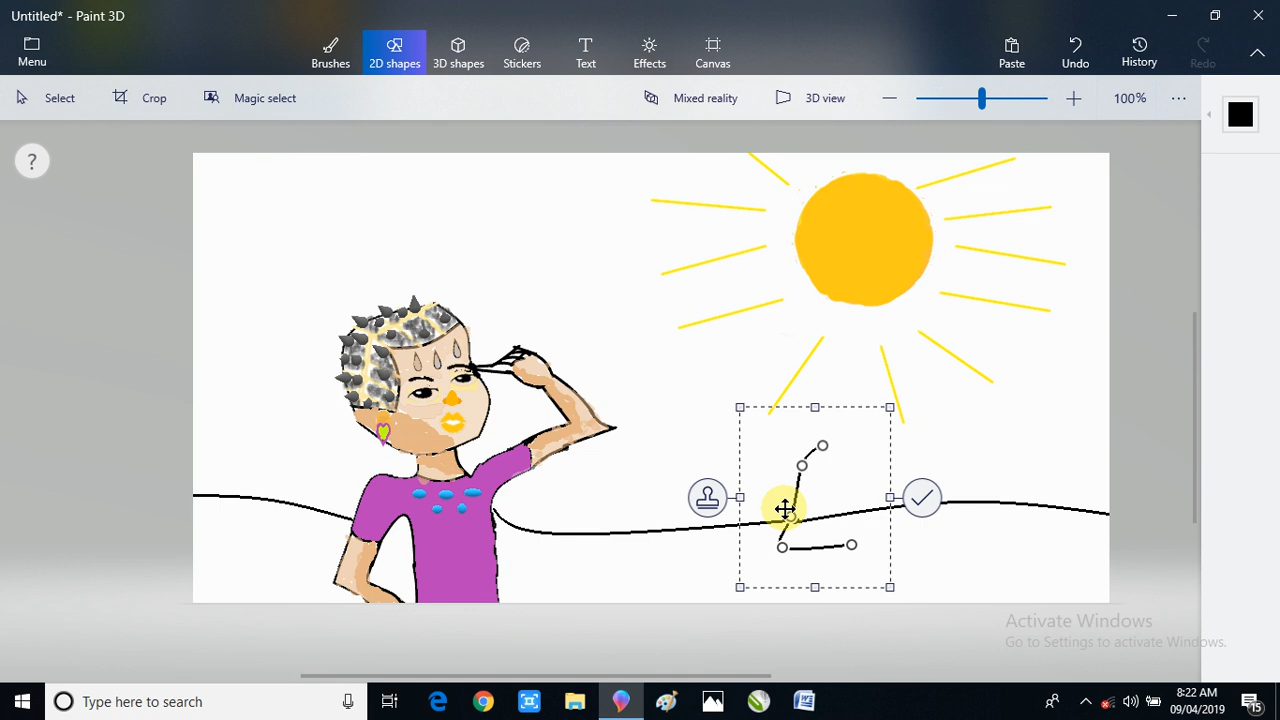 Untitled* - Paint 3D
Menu
Brushes
2D shapes
3D shapes
Stickers
Text
Effects
Canvas
Paste
Undo
History
Redo
Select
Crop
Magic select
Mixed reality
3D view
100%
?
Activate Windows
Go to Settings to activate Windows.
Type here to search
8:22 AM
09/04/2019
15